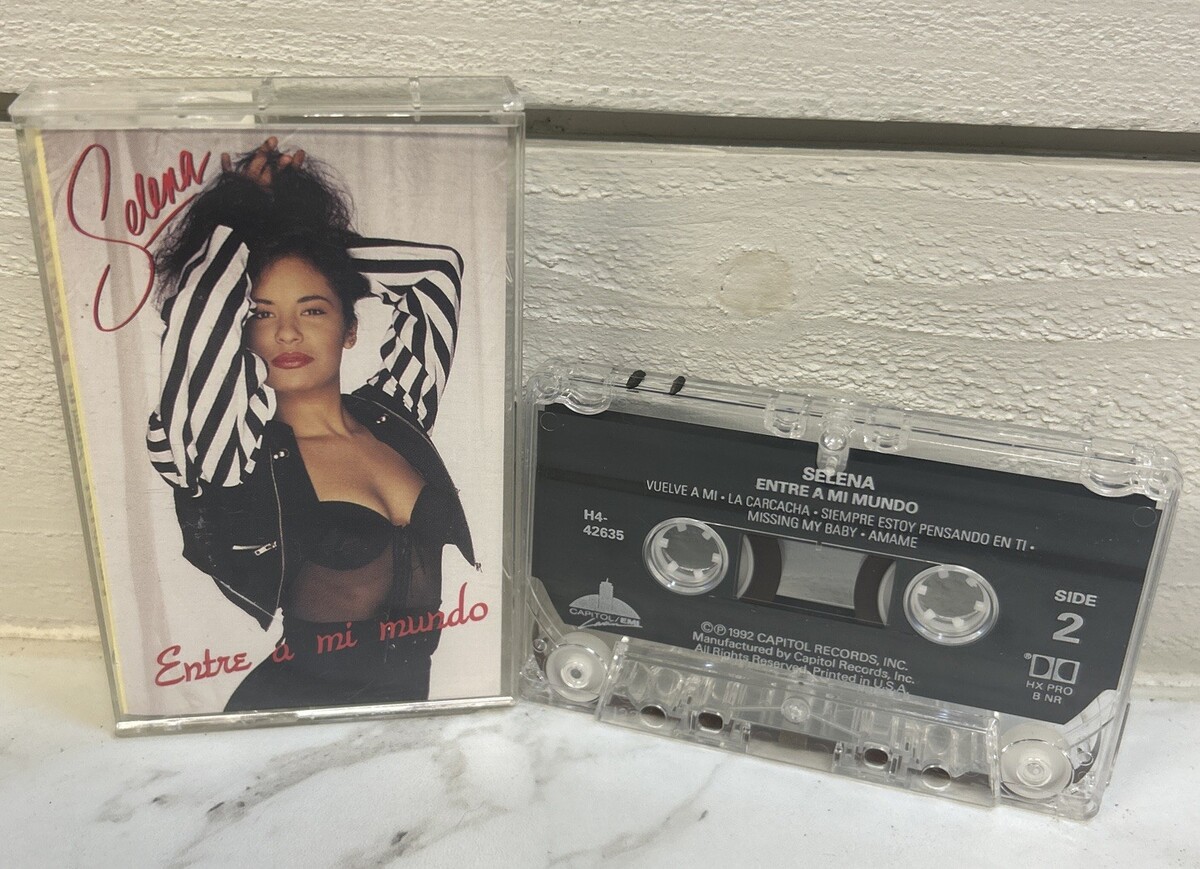 Selena
Entre a mi mundo
SELENA
ENTRE A MI MUNDO
VUELVE A MI • LA CARCACHA • SIEMPRE ESTOY PENSANDO EN TI •
MISSING MY BABY • AMAME
H4-
42635
CAPITOL/EMI
Latin
SIDE
2
©℗ 1992 CAPITOL RECORDS, INC.
Manufactured by Capitol Records, Inc.
All Rights Reserved. Printed in U.S.A.
®
HX PRO
B NR